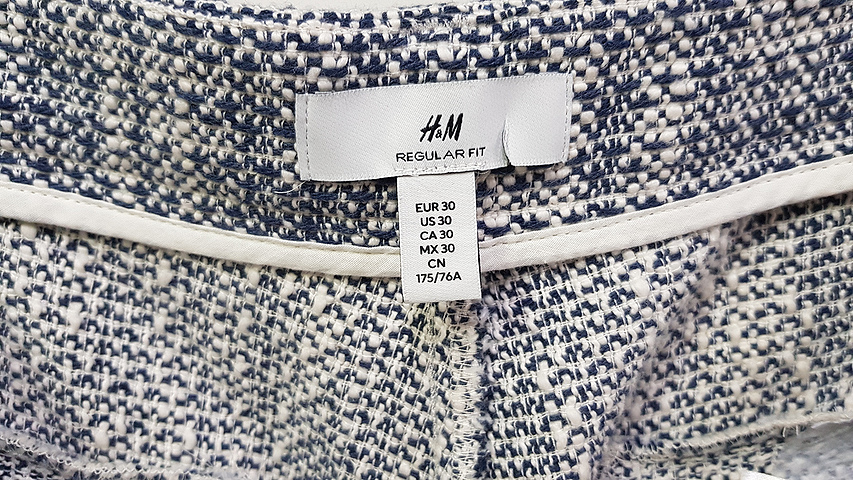 H&M
REGULAR FIT
EUR 30
US 30
CA 30
MX 30
CN
175/76A